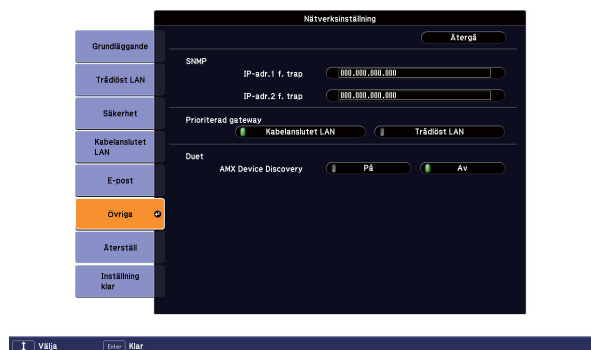 Nätverksinställning
Återgå
Grundläggande
Trådlöst LAN
Säkerhet
Kabelanslutet
LAN
E-post
Övriga
Återställ
Inställning
klar
SNMP
IP-adr.1 f. trap 000.000.000.000
IP-adr.2 f. trap 000.000.000.000
Prioriterad gateway
Kabelanslutet LAN Trådlöst LAN
Duet
AMX Device Discovery På Av
Välja Enter Klar